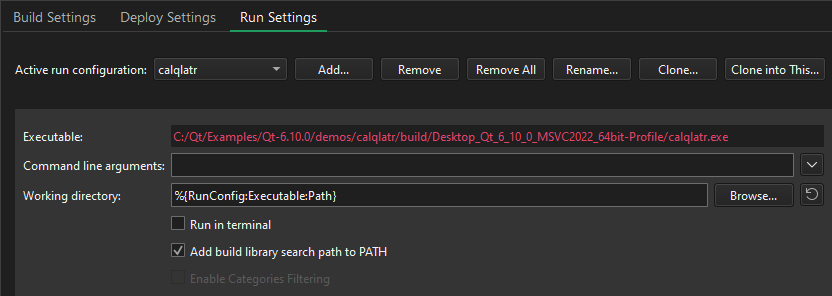 Build Settings Deploy Settings Run Settings
Active run configuration: calqlatr Add... Remove Remove All Rename... Clone... Clone into This...
Executable: C:/Qt/Examples/Qt-6.10.0/demos/calqlatr/build/Desktop_Qt_6_10_0_MSVC2022_64bit-Profile/calqlatr.exe
Command line arguments:
Working directory: %{RunConfig:Executable:Path} Browse...
Run in terminal
Add build library search path to PATH
Enable Categories Filtering